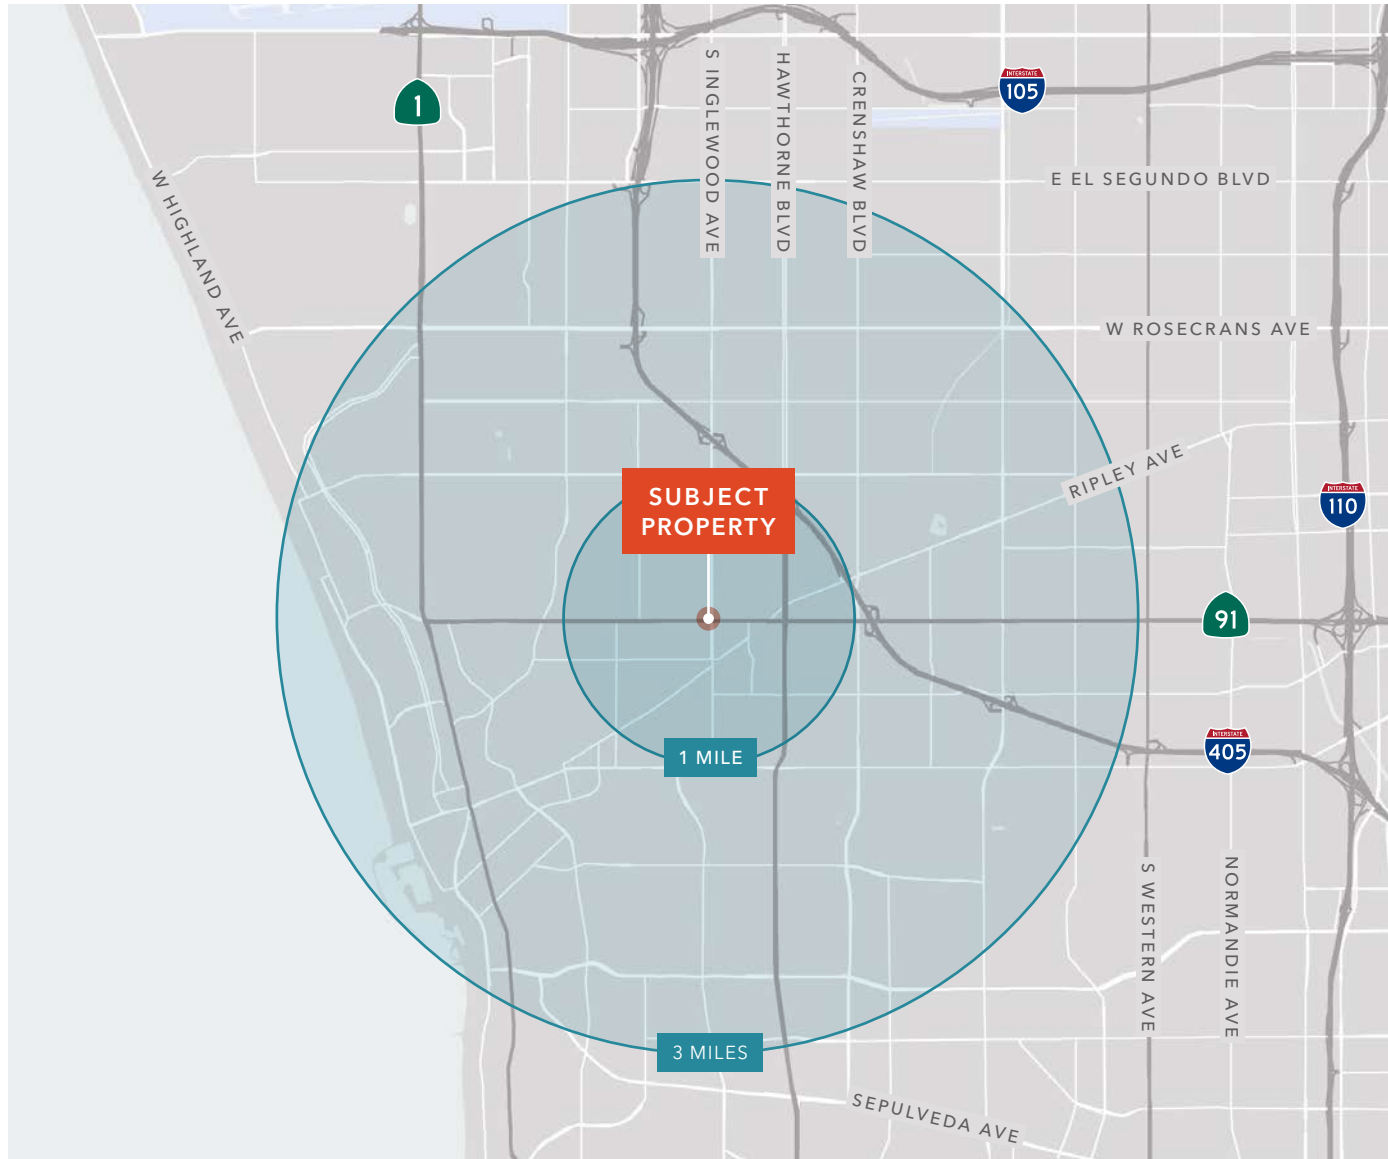 S INGLEWOOD AVE
HAWTHORNE BLVD
CRENSHAW BLVD
INTERSTATE
105
1
E EL SEGUNDO BLVD
W HIGHLAND AVE
W ROSECRANS AVE
RIPLEY AVE
SUBJECT
PROPERTY
INTERSTATE
110
91
INTERSTATE
405
1 MILE
S WESTERN AVE
NORMANDIE AVE
3 MILES
SEPULVEDA AVE